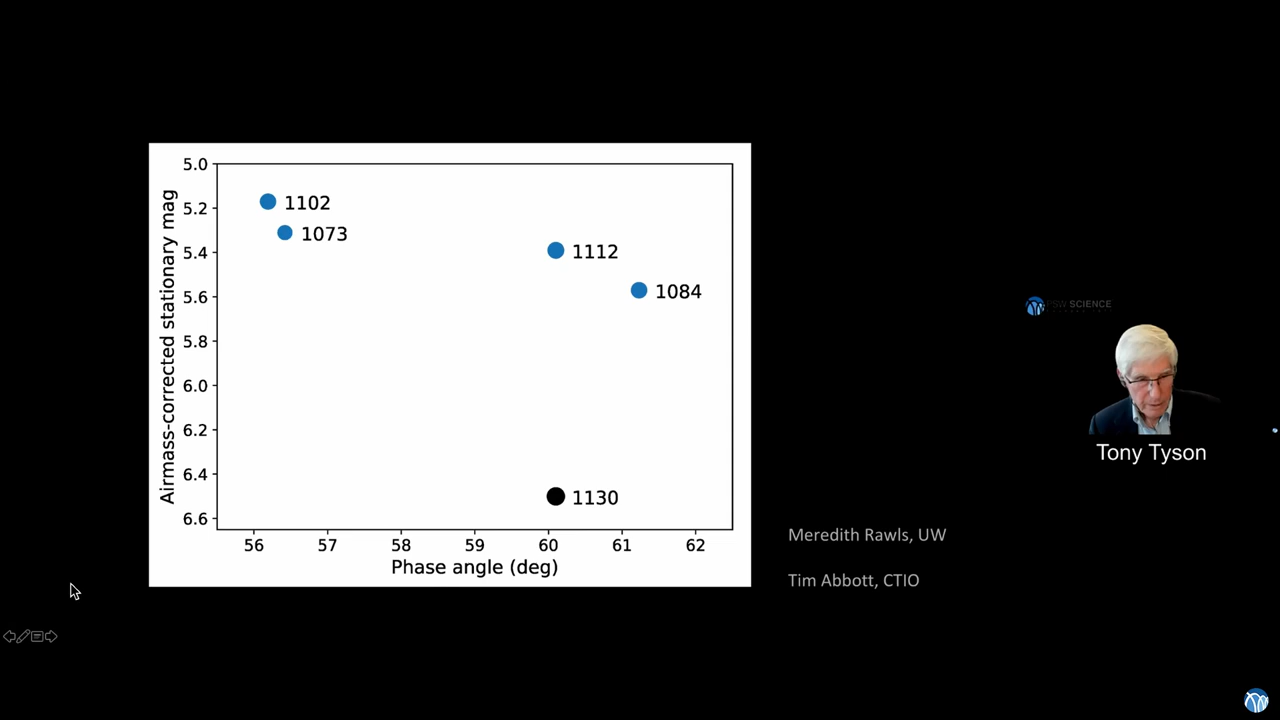 5.0
5.2
5.4
5.6
5.8
6.0
6.2
6.4
6.6
Airmass-corrected stationary mag
1102
1073
1112
1084
1130
56 57 58 59 60 61 62
Phase angle (deg)
SCIENCE
Tony Tyson
Meredith Rawls, UW
Tim Abbott, CTIO